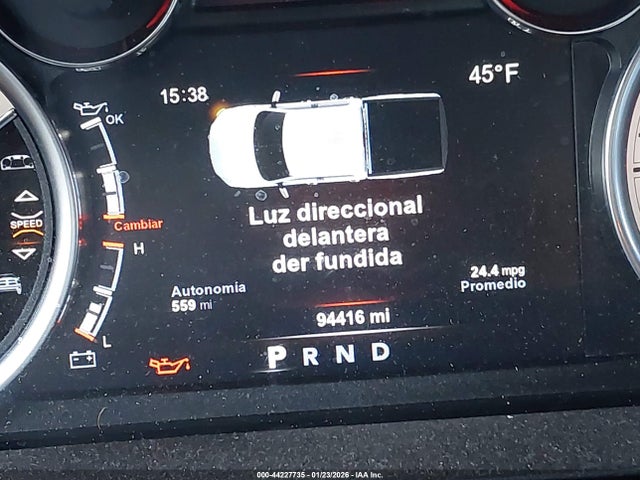 15:38
45°F
OK
SPEED
Cambiar
H
L
Luz direccional
delantera
der fundida
Autonomia
559 mi
24.4 mpg
Promedio
94416 mi
P R N D
000-44227735 - 01/23/2026 - IAA Inc.